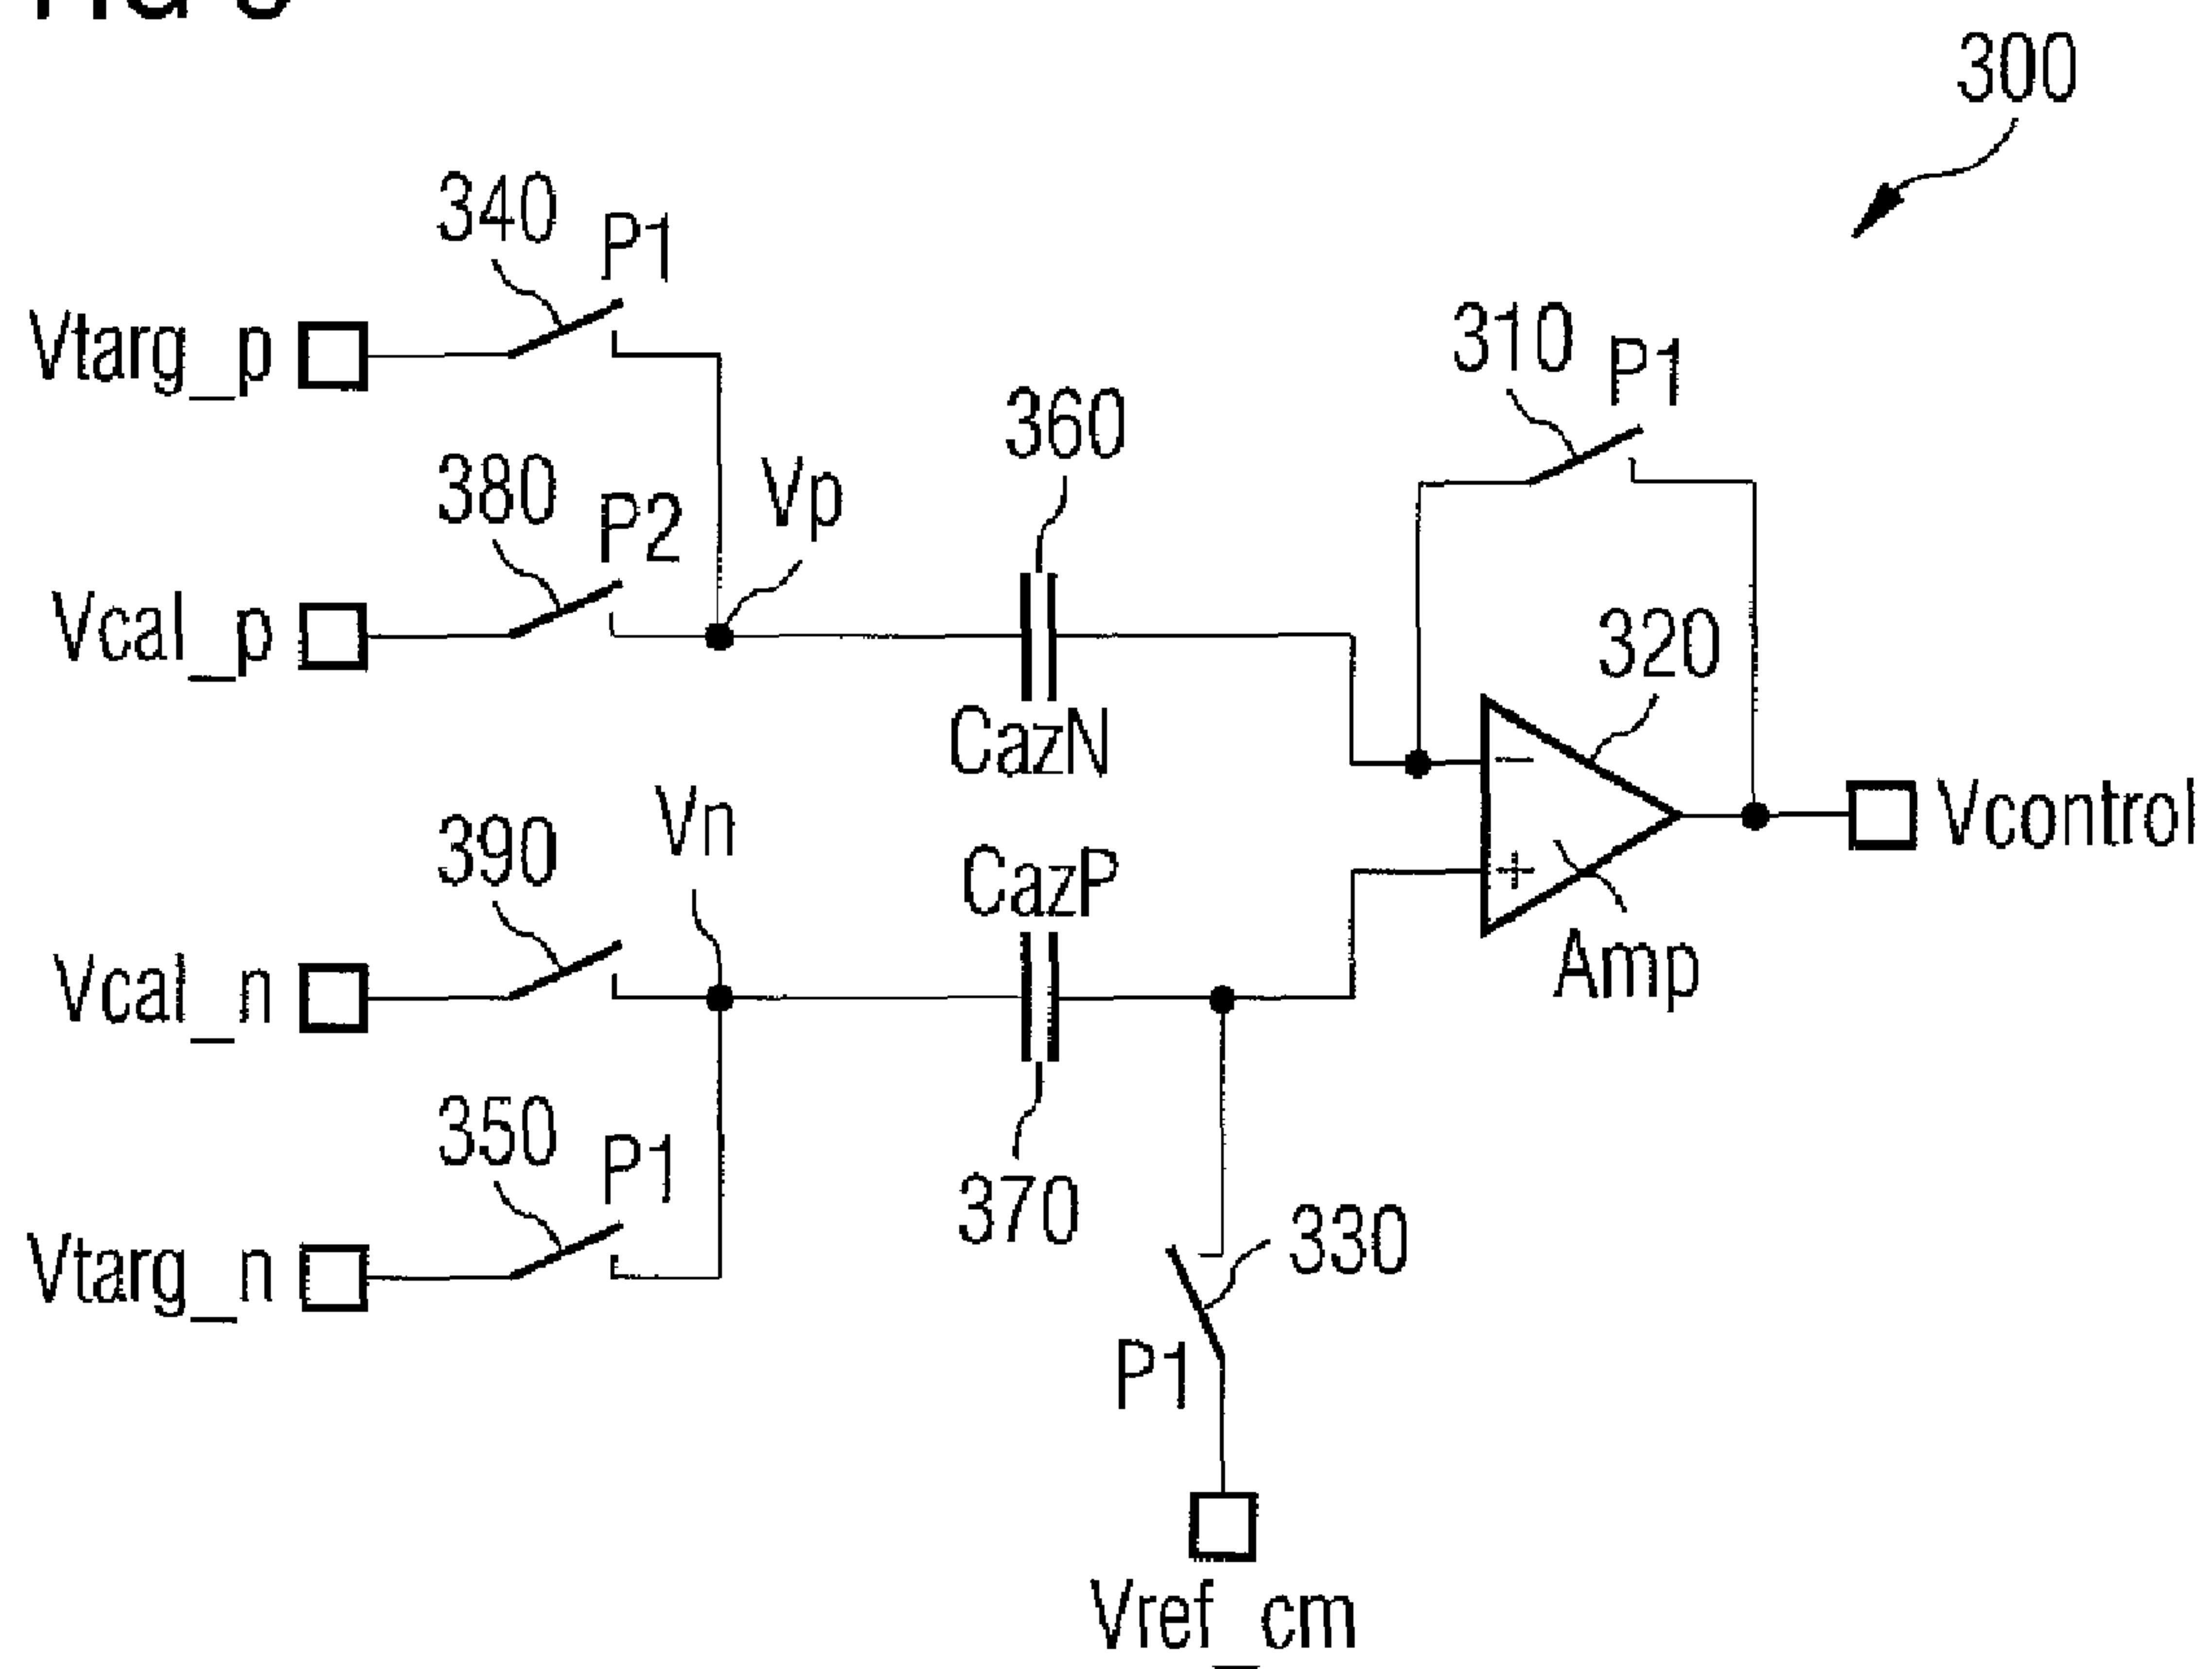 300
340
P1
Vtarg_p
310
P1
360
380
P2
Vp
Vcal_p
320
CazN
Vn
Vcontrol
390
CazP
Vcal_n
Amp
350
P1
370
330
Vtarg_n
P1
Vref_cm